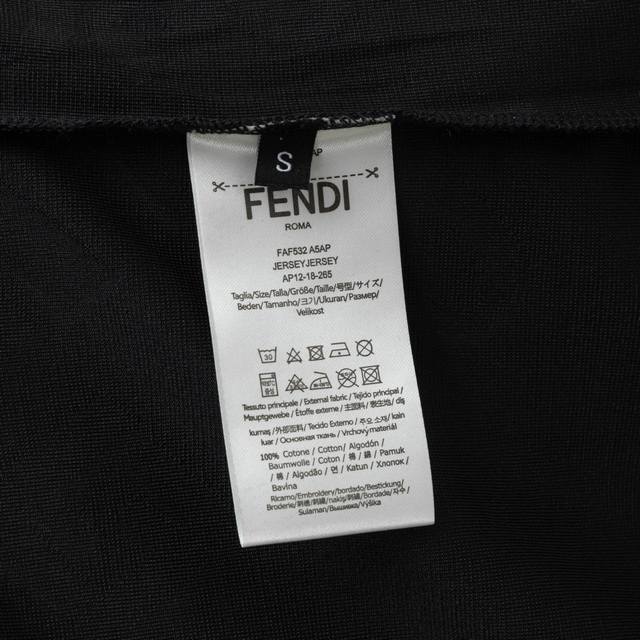 S
AP
FENDI
ROMA
FAF532 A5AP
JERSEYJERSEY
AP12-18-265
Taglia/Size/Talla/Größe/Taille/号型/サイズ/
Beden/Tamanho/크기/Ukuran/Размер/
Velikost
30
Tessuto principale / External fabric / Tejido principal /
Hauptgewebe / Étoffe externe / 主面料 / 表生地 / dış
kumaş / 外部面料 / Tecido Externo / 주요 소재/ kain
luar / Основная ткань / Vrchový materiál
100% Cotone / Cotton / Algodón /
Baumwolle / Coton / 棉 / 綿 / Pamuk
/ 棉 / Algodão / 면 / Katun / Хлопок /
Bavlna
Ricamo/Embroidery/bordado/Bestickung/
Broderie/刺绣/刺繍/nakış/刺繡/bordade/자수/
Sulaman/Вышивка/Výšivka